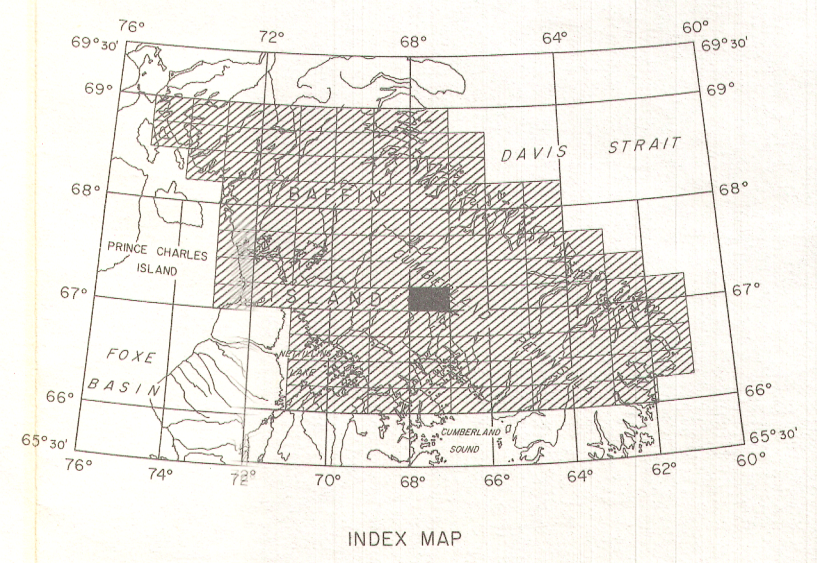 76° 72° 68° 64° 60°
69°30' 69°30'
69° 69°
DAVIS STRAIT
68° 68°
BAFFIN
PRINCE CHARLES
ISLAND
CUMBERLAND
67° 67°
ISLAND
FOXE
BASIN
NETTILLING
LAKE
PENINSULA
66° 66°
CUMBERLAND
SOUND
65°30' 65°30'
76° 74° 72° 70° 68° 66° 64° 62° 60°
INDEX MAP